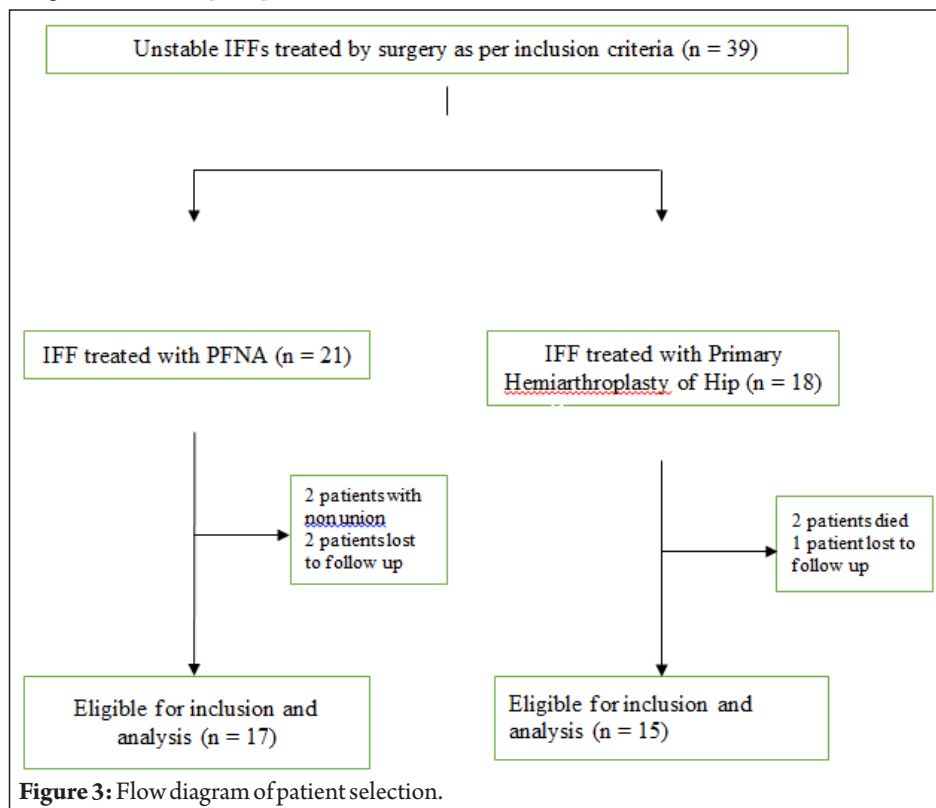 Unstable IFFs treated by surgery as per inclusion criteria (n = 39)
IFF treated with PFNA (n = 21)
IFF treated with Primary
Hemiarthroplasty of Hip (n = 18)
2 patients with
non union
2 patients lost
to follow up
2 patients died
1 patient lost to
follow up
Eligible for inclusion and
analysis (n = 17)
Eligible for inclusion and
analysis (n = 15)
Figure 3: Flow diagram of patient selection.